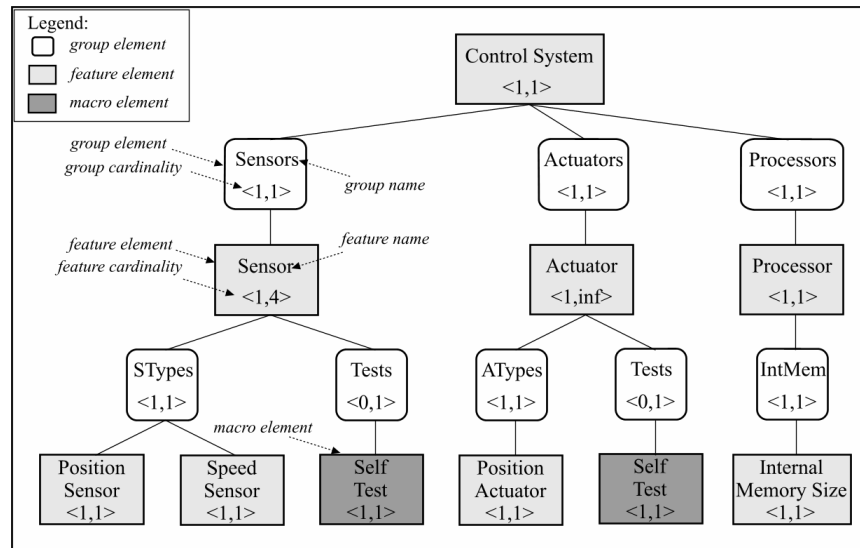 Legend:
group element
feature element
macro element
Control System
<1,1>
group element
group cardinality
Sensors
<1,1>
group name
Actuators
<1,1>
Processors
<1,1>
feature element
feature cardinality
feature name
Sensor
<1,4>
Actuator
<1,inf>
Processor
<1,1>
STypes
<1,1>
Tests
<0,1>
ATypes
<1,1>
Tests
<0,1>
IntMem
<1,1>
macro element
Position
Sensor
<1,1>
Speed
Sensor
<1,1>
Self
Test
<1,1>
Position
Actuator
<1,1>
Self
Test
<1,1>
Internal
Memory Size
<1,1>